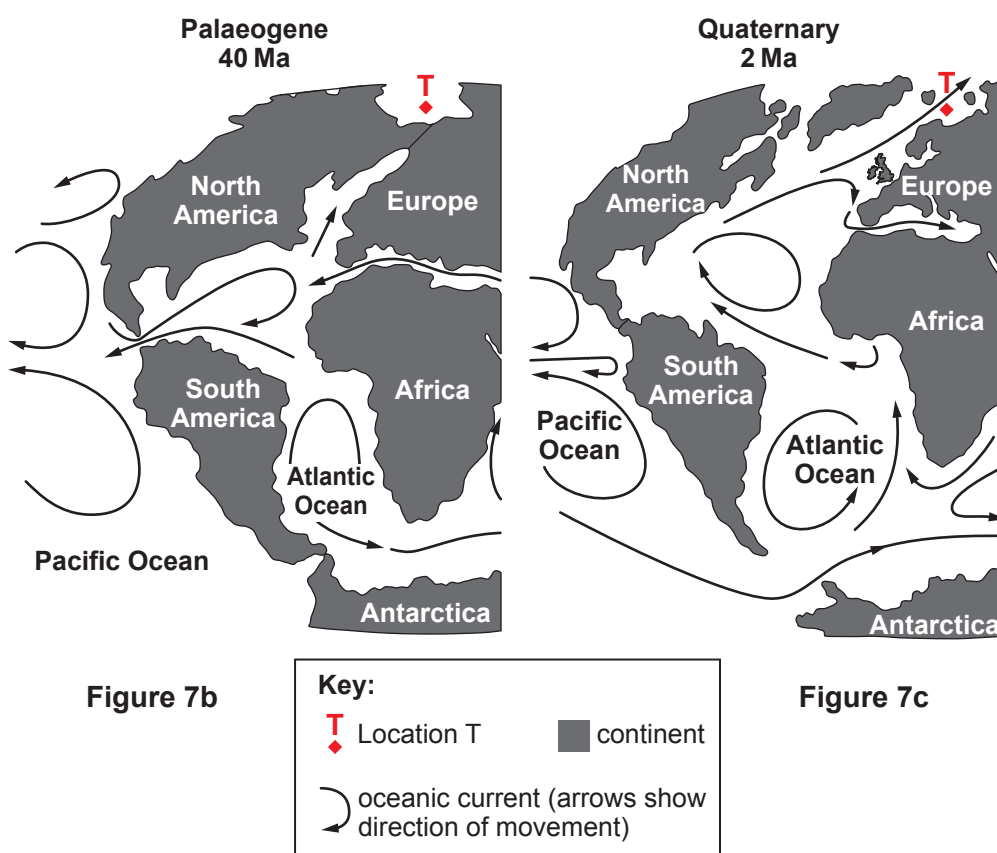 Palaeogene
40 Ma
T
North
America
Europe
South
America
Africa
Atlantic
Ocean
Pacific Ocean
Antarctica
Figure 7b
Quaternary
2 Ma
T
North
America
Europe
Africa
South
America
Pacific
Ocean
Atlantic
Ocean
Antarctica
Figure 7c
Key:
T Location T
continent
oceanic current (arrows show
direction of movement)